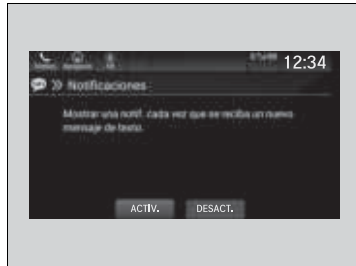 12:34
Notificaciones
Mostrar una notif. cada vez que se reciba un nuevo
mensaje de texto.
ACTIV.
DESACT.